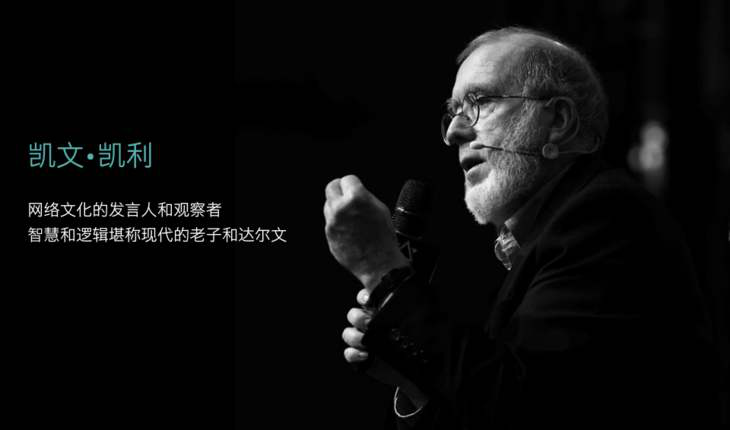 凯文•凯利
网络文化的发言人和观察者
智慧和逻辑堪称现代的老子和达尔文